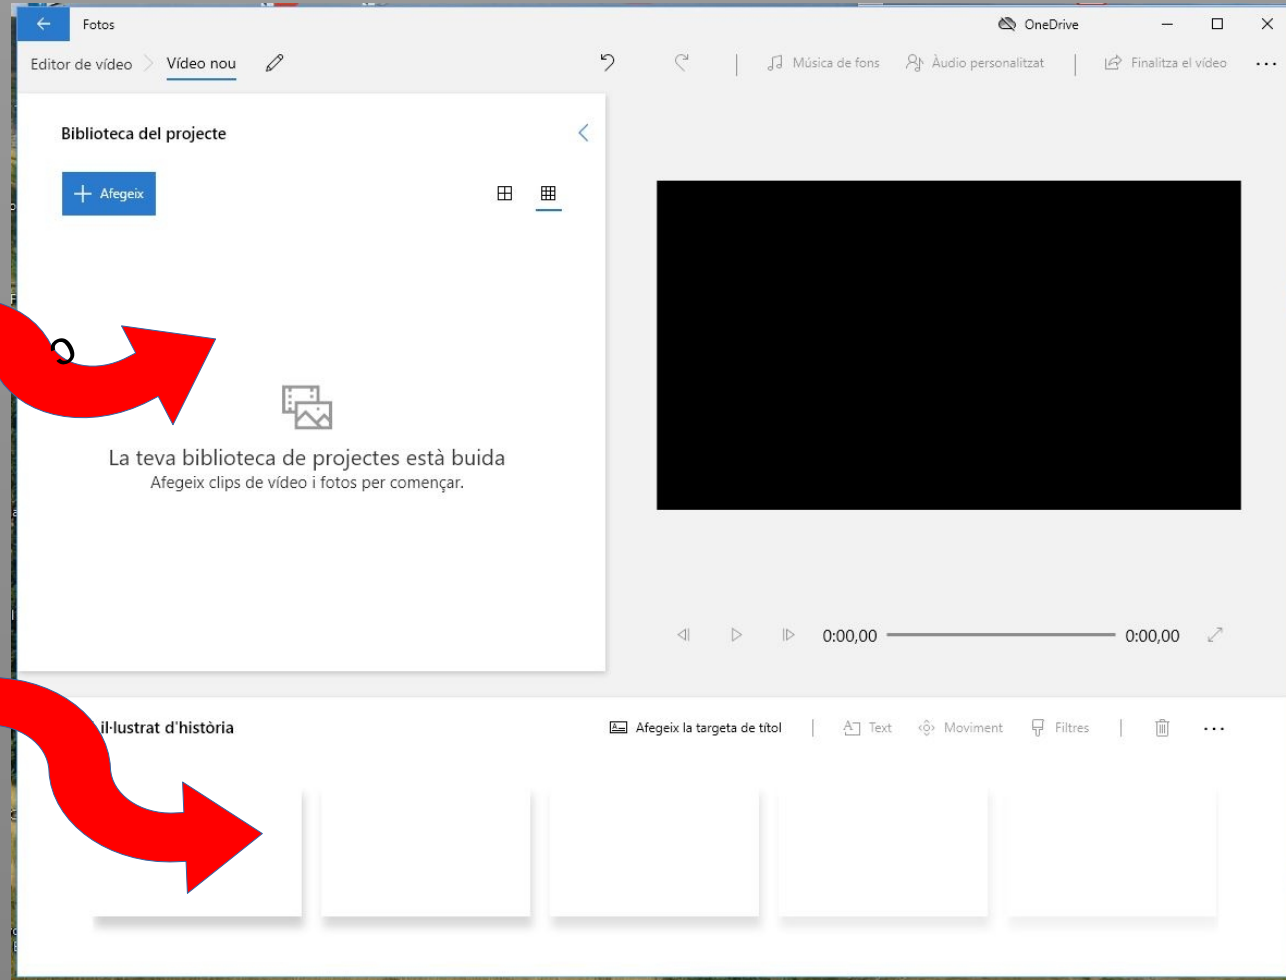 Fotos
OneDrive
Editor de vídeo
Vídeo nou
Música de fons
Àudio personalitzat
Finalitza el vídeo
Biblioteca del projecte
Afegeix
La teva biblioteca de projectes està buida
Afegeix clips de vídeo i fotos per començar.
0:00,00
0:00,00
il·lustrat d'història
Afegeix la targeta de títol
Text
Moviment
Filtres